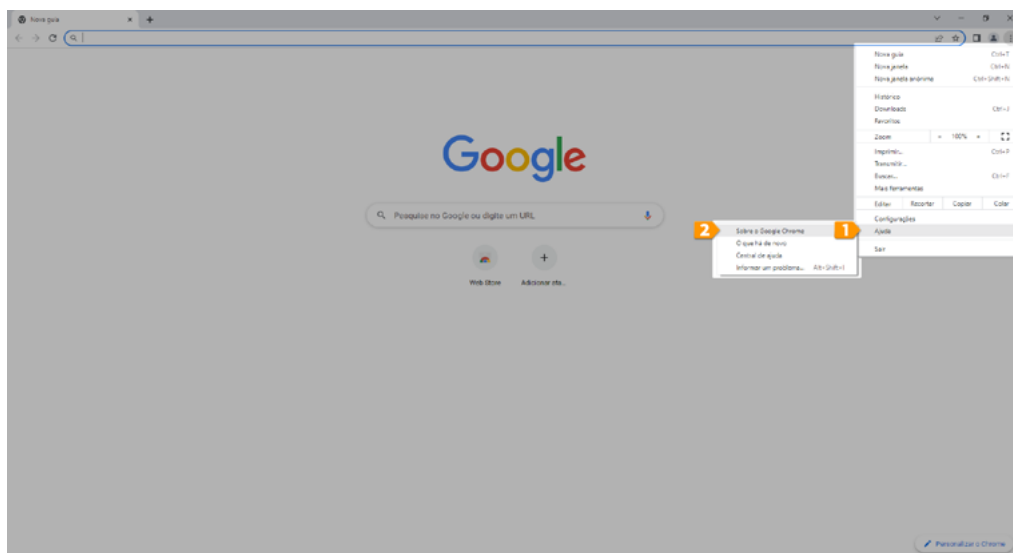 Nova guia
Nova guia Ctrl+T
Nova janela Ctrl+N
Nova janela anônima Ctrl+Shift+N
Histórico
Downloads Ctrl+J
Favoritos
Zoom - 100% +
Imprimir... Ctrl+P
Transmitir...
Buscar... Ctrl+F
Mais ferramentas
Editar Recortar Copiar Colar
Configurações
1 Ajuda
Sair
2 Sobre o Google Chrome
O que há de novo
Central de ajuda
Informar um problema... Alt+Shift+I
Google
Pesquise no Google ou digite um URL
Web Store
Adicionar ata...
Personalizar o Chrome